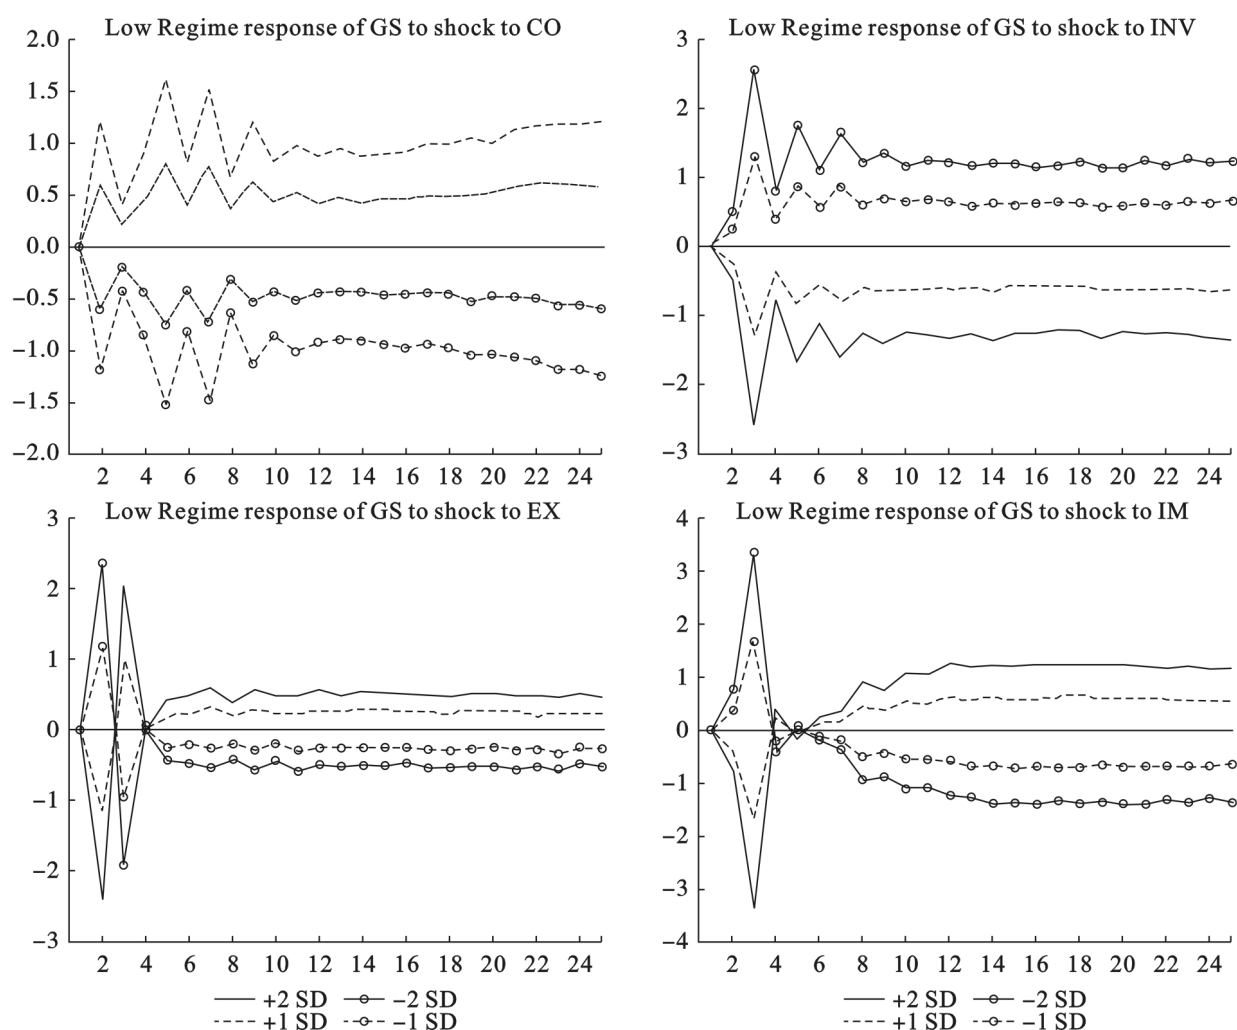 Low Regime response of GS to shock to CO
2.0
1.5
1.0
0.5
0.0
−0.5
−1.0
−1.5
−2.0
2 4 6 8 10 12 14 16 18 20 22 24
Low Regime response of GS to shock to INV
3
2
1
0
−1
−2
−3
2 4 6 8 10 12 14 16 18 20 22 24
Low Regime response of GS to shock to EX
3
2
1
0
−1
−2
−3
2 4 6 8 10 12 14 16 18 20 22 24
+2 SD −2 SD
+1 SD −1 SD
Low Regime response of GS to shock to IM
4
3
2
1
0
−1
−2
−3
−4
2 4 6 8 10 12 14 16 18 20 22 24
+2 SD −2 SD
+1 SD −1 SD